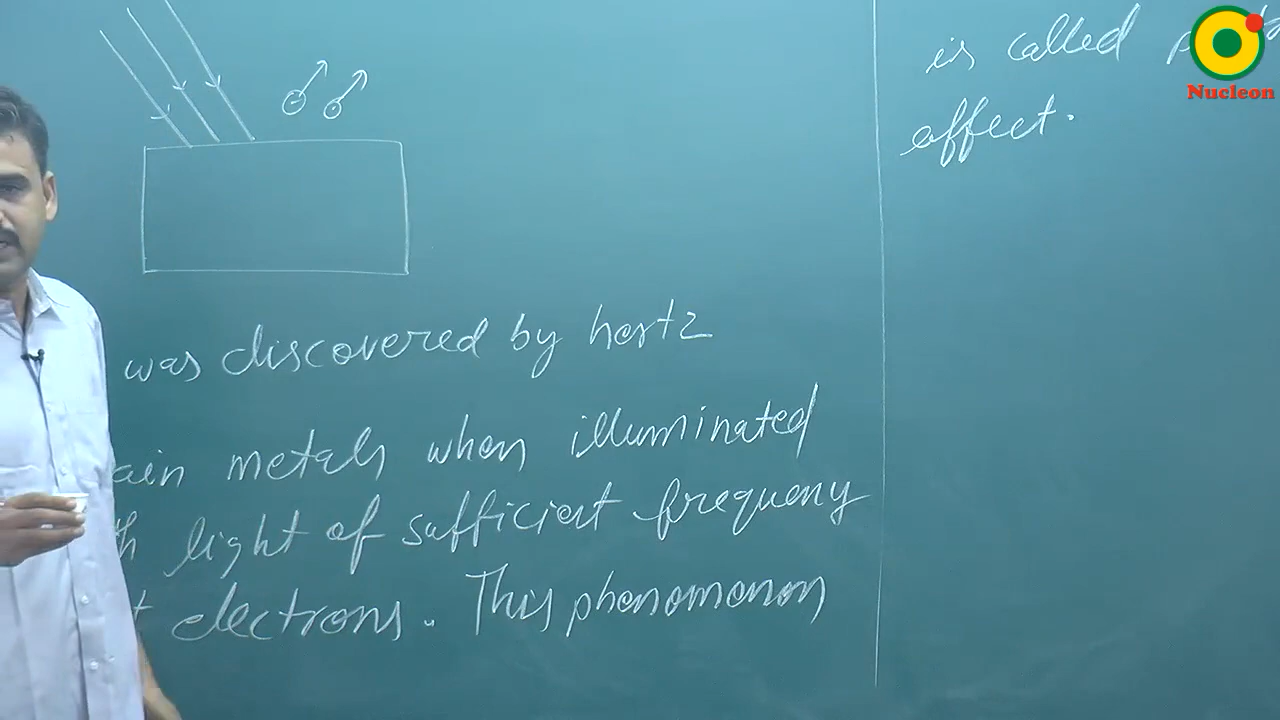 was discovered by hertz
metals when illuminated
light of sufficient frequency
electrons. This phenomenon
is called
effect.
Nucleon